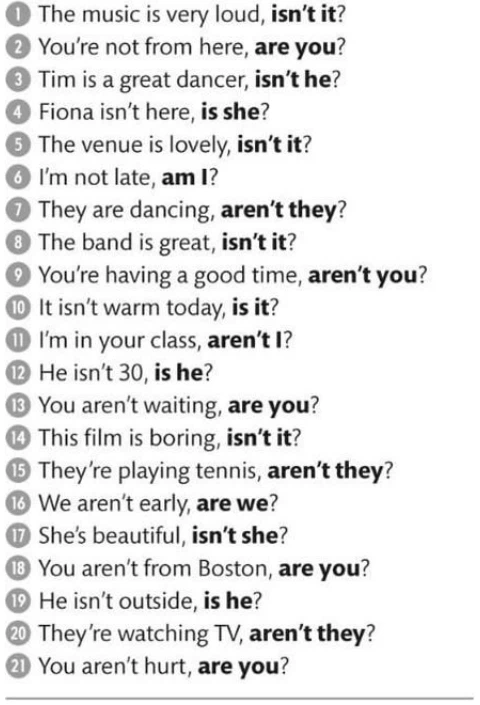 1 The music is very loud, isn't it?
2 You're not from here, are you?
3 Tim is a great dancer, isn't he?
4 Fiona isn't here, is she?
5 The venue is lovely, isn't it?
6 I'm not late, am I?
7 They are dancing, aren't they?
8 The band is great, isn't it?
9 You're having a good time, aren't you?
10 It isn't warm today, is it?
11 I'm in your class, aren't I?
12 He isn't 30, is he?
13 You aren't waiting, are you?
14 This film is boring, isn't it?
15 They're playing tennis, aren't they?
16 We aren't early, are we?
17 She's beautiful, isn't she?
18 You aren't from Boston, are you?
19 He isn't outside, is he?
20 They're watching TV, aren't they?
21 You aren't hurt, are you?